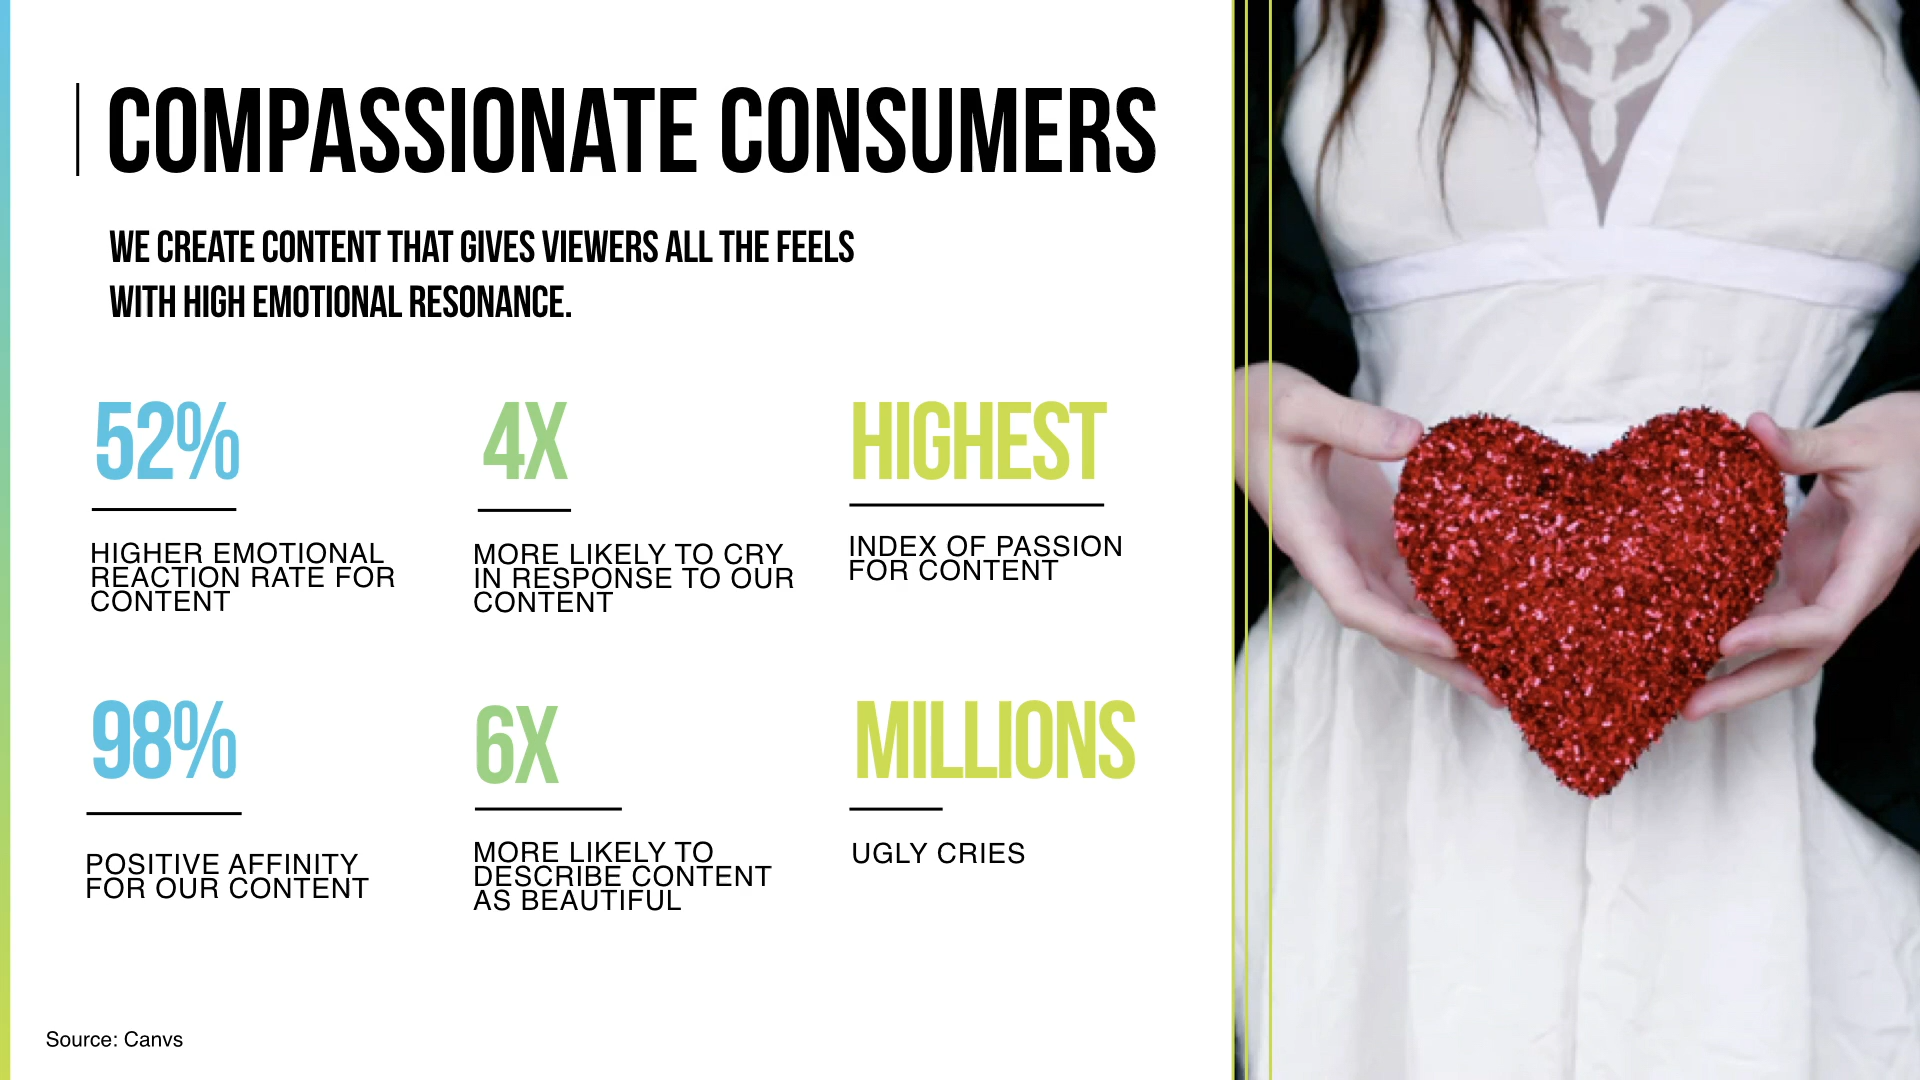 COMPASSIONATE CONSUMERS
WE CREATE CONTENT THAT GIVES VIEWERS ALL THE FEELS
WITH HIGH EMOTIONAL RESONANCE.
52%
HIGHER EMOTIONAL
REACTION RATE FOR
CONTENT
4X
MORE LIKELY TO CRY
IN RESPONSE TO OUR
CONTENT
HIGHEST
INDEX OF PASSION
FOR CONTENT
98%
POSITIVE AFFINITY
FOR OUR CONTENT
6X
MORE LIKELY TO
DESCRIBE CONTENT
AS BEAUTIFUL
MILLIONS
UGLY CRIES
Source: Canvs